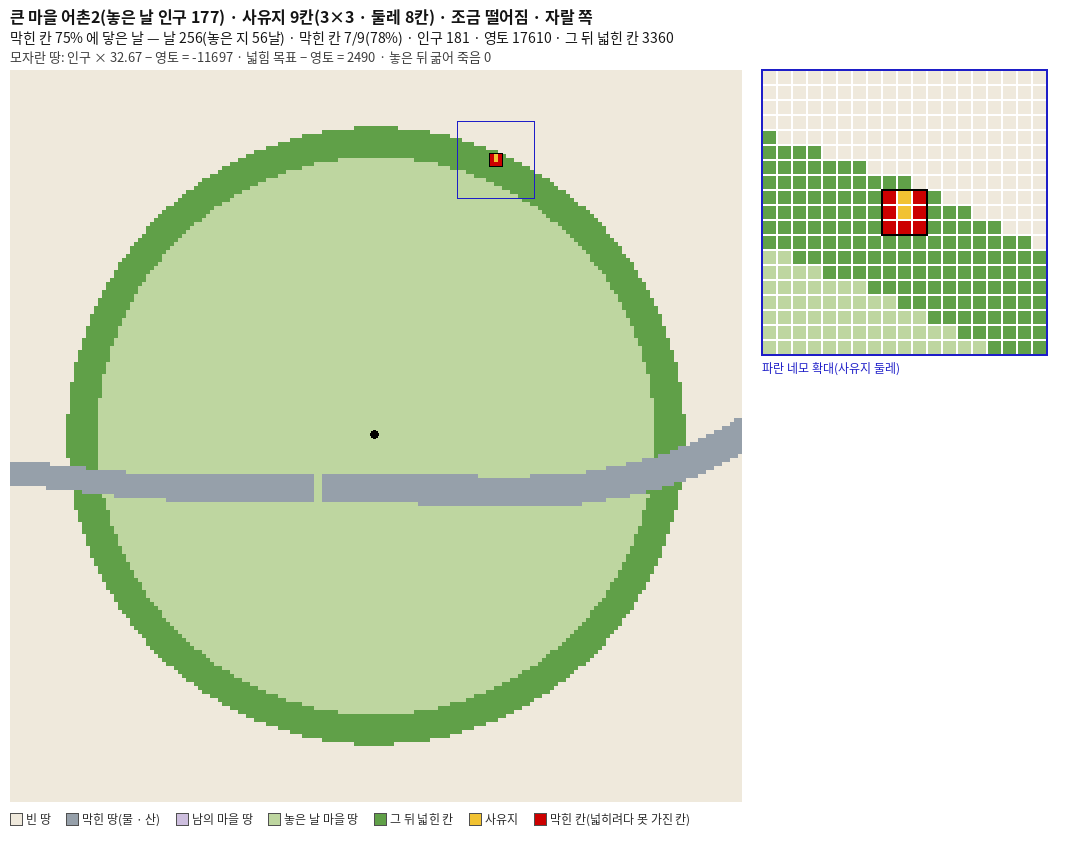 큰 마을 어촌2(놓은 날 인구 177) · 사유지 9칸(3×3 · 둘레 8칸) · 조금 떨어짐 · 자랄 쪽
막힌 칸 75% 에 닿은 날 — 날 256(놓은 지 56날) · 막힌 칸 7/9(78%) · 인구 181 · 영토 17610 · 그 뒤 넓힌 칸 3360
모자란 땅: 인구 × 32.67 − 영토 = -11697 · 넓힘 목표 − 영토 = 2490 · 놓은 뒤 굶어 죽음 0
파란 네모 확대(사유지 둘레)
빈 땅 막힌 땅(물 · 산) 남의 마을 땅 놓은 날 마을 땅 그 뒤 넓힌 칸 사유지 막힌 칸(넓히려다 못 가진 칸)